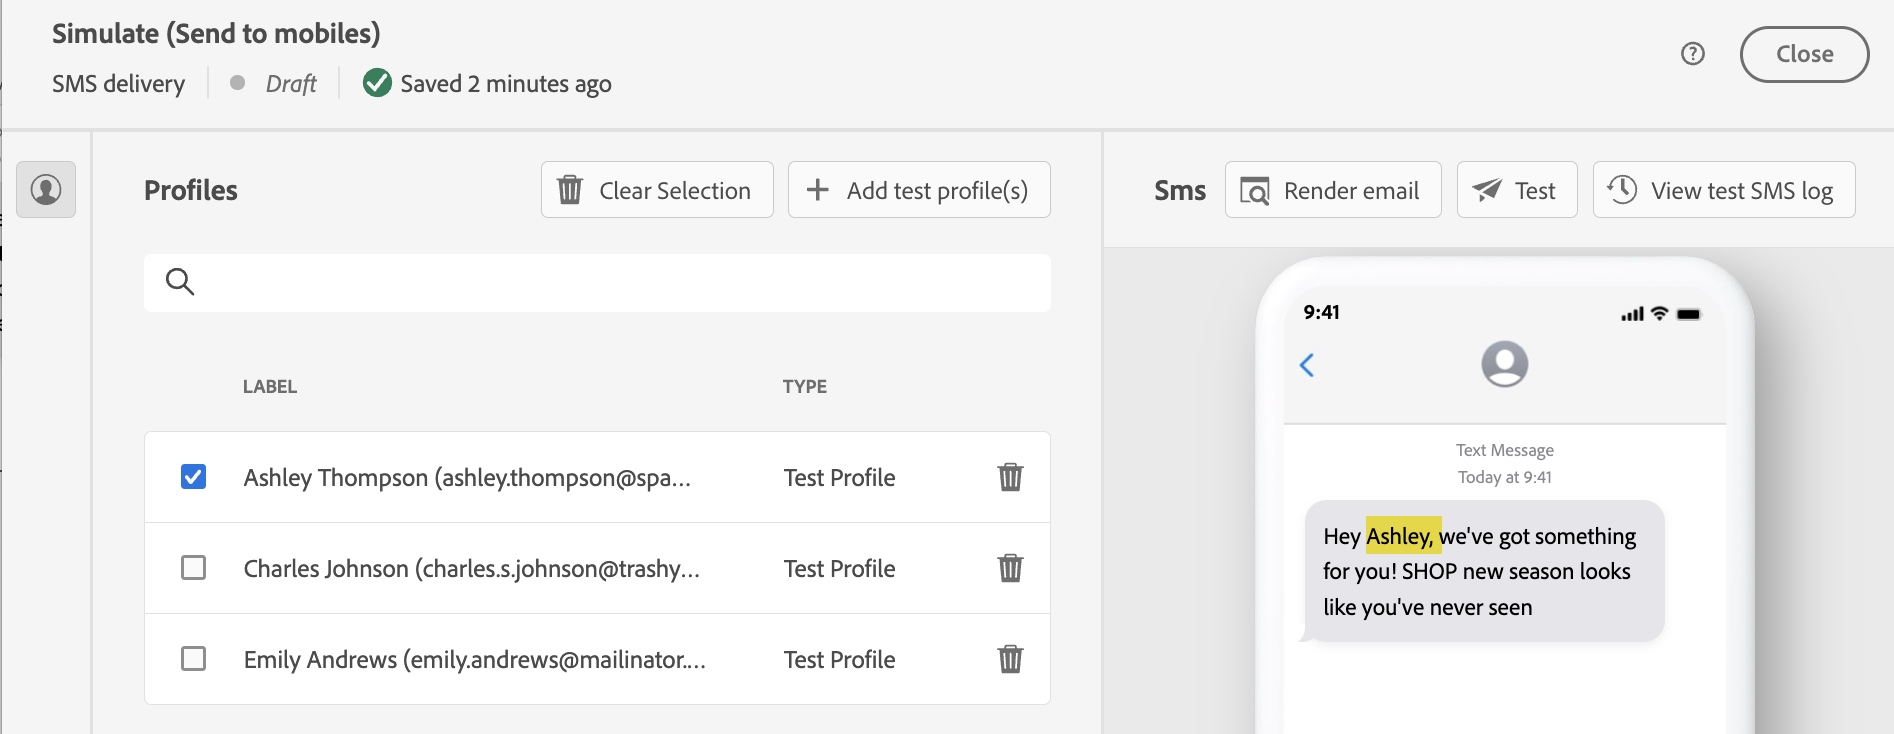 Simulate (Send to mobiles)
SMS delivery Draft Saved 2 minutes ago
Close
Profiles
Clear Selection
Add test profile(s)
Sms
Render email
Test
View test SMS log
LABEL TYPE
Ashley Thompson (ashley.thompson@spa... Test Profile
Charles Johnson (charles.s.johnson@trashy... Test Profile
Emily Andrews (emily.andrews@mailinator.... Test Profile
9:41
Text Message
Today at 9:41
Hey Ashley, we've got something
for you! SHOP new season looks
like you've never seen